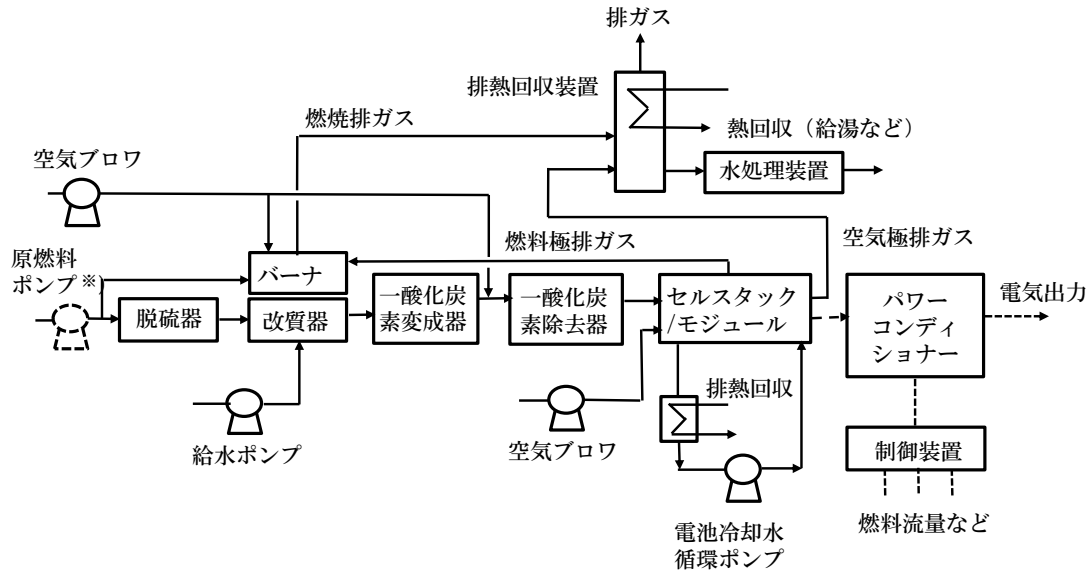 排ガス
排熱回収装置
燃焼排ガス
熱回収（給湯など）
空気ブロワ
水処理装置
原燃料
ポンプ※)
燃料極排ガス
空気極排ガス
バーナ
脱硫器
改質器
一酸化炭
素変成器
一酸化炭
素除去器
セルスタック
/モジュール
パワー
コンディ
ショナー
電気出力
給水ポンプ
空気ブロワ
排熱回収
制御装置
電池冷却水
循環ポンプ
燃料流量など